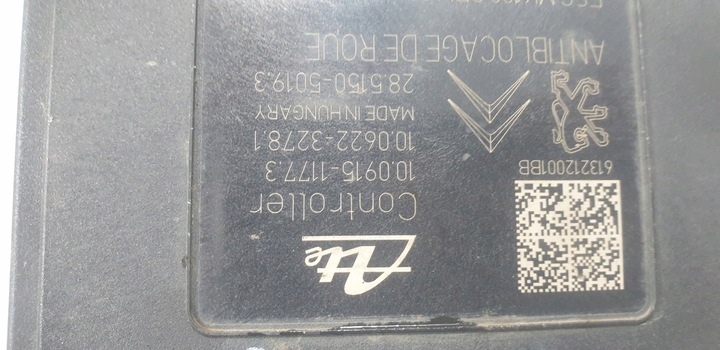 Ate
Controller
10.0915-1177.3
10.0622-3278.1
MADE IN HUNGARY
28.5150-5019.3
613212001BB
ANTIBLOCAGE DE ROUE